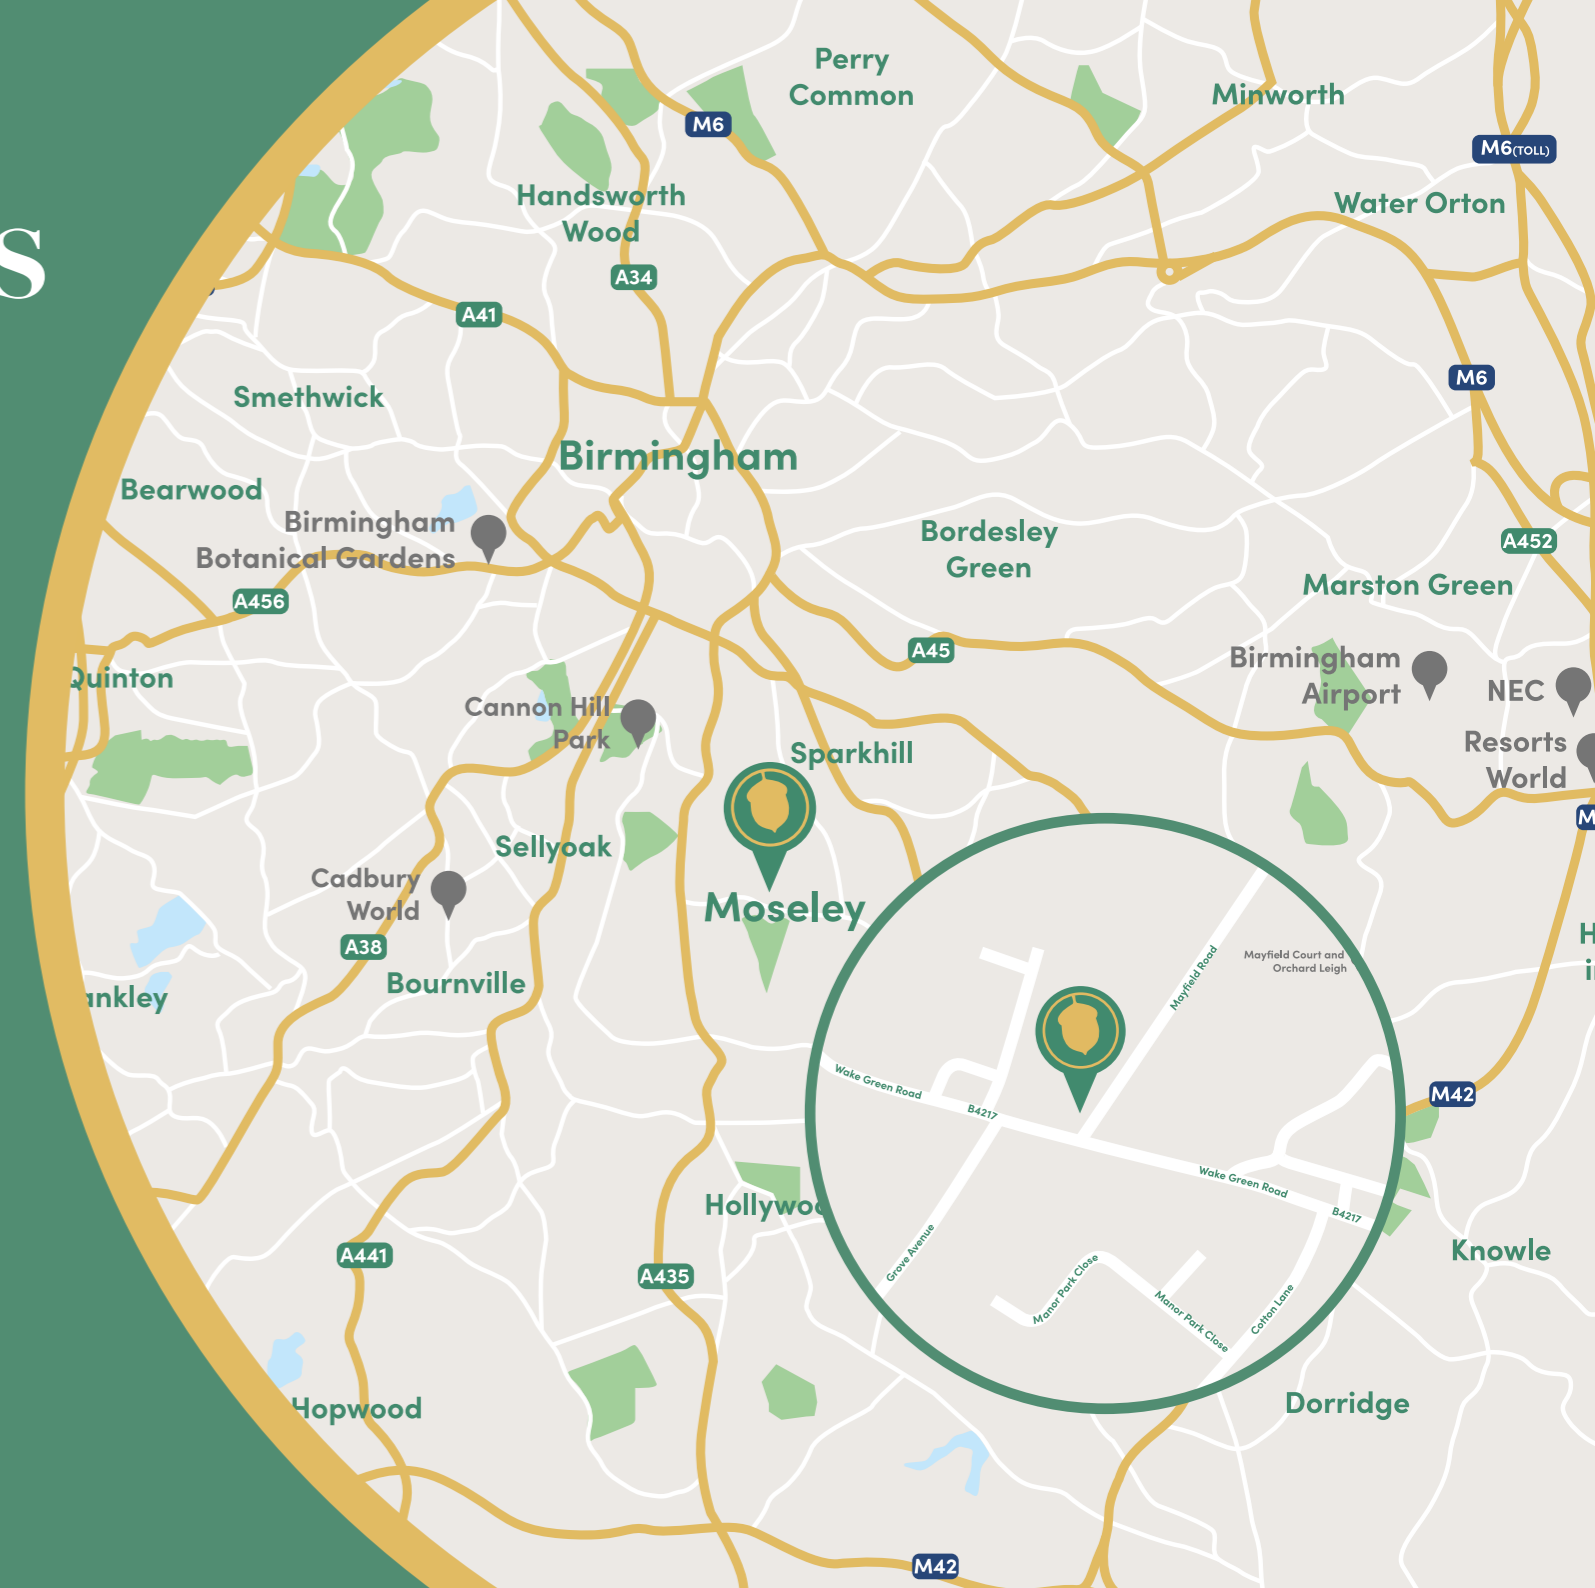 s
Perry
Common
Minworth
M6
M6(TOLL)
Handsworth
Wood
Water Orton
A34
A41
M6
Smethwick
Birmingham
Bearwood
Birmingham
Botanical Gardens
Bordesley
Green
A452
Marston Green
A456
A45
Birmingham
Airport
NEC
Quinton
Cannon Hill
Park
Sparkhill
Resorts
World
M
Sellyoak
Cadbury
World
Moseley
A38
Bournville
ankley
H
i
Mayfield Court and
Orchard Leigh
Mayfield Road
Wake Green Road
B4217
M42
Wake Green Road
B4217
Hollywoo
Grove Avenue
Manor Park Close
Manor Park Close
Cotton Lane
Knowle
A441
A435
Hopwood
Dorridge
M42